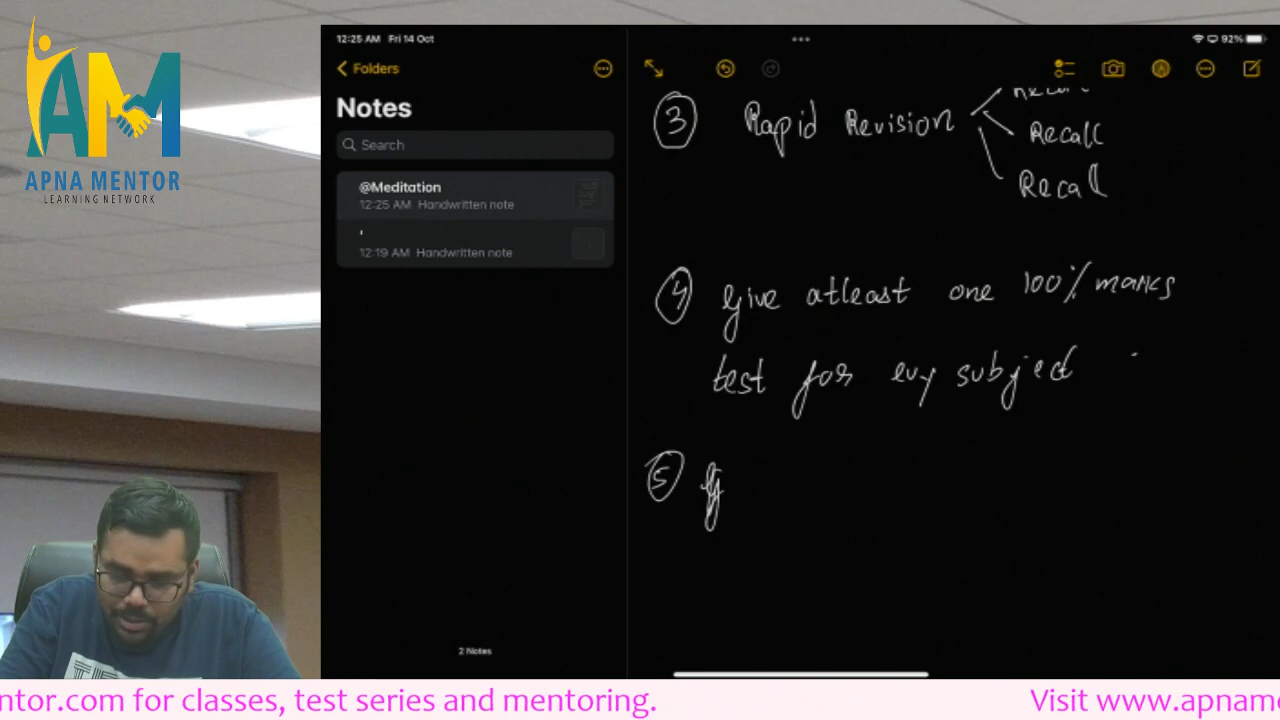 AM
APNA MENTOR
LEARNING NETWORK
12:25 AM Fri 14 Oct
92%
Folders
Notes
Search
@Meditation
12:25 AM Handwritten note
'
12:19 AM Handwritten note
2 Notes
3 Rapid Revision
Recall
Recall
4 Give atleast one 100% marks
test for evy subject
5
ntor.com for classes, test series and mentoring.
Visit www.apname